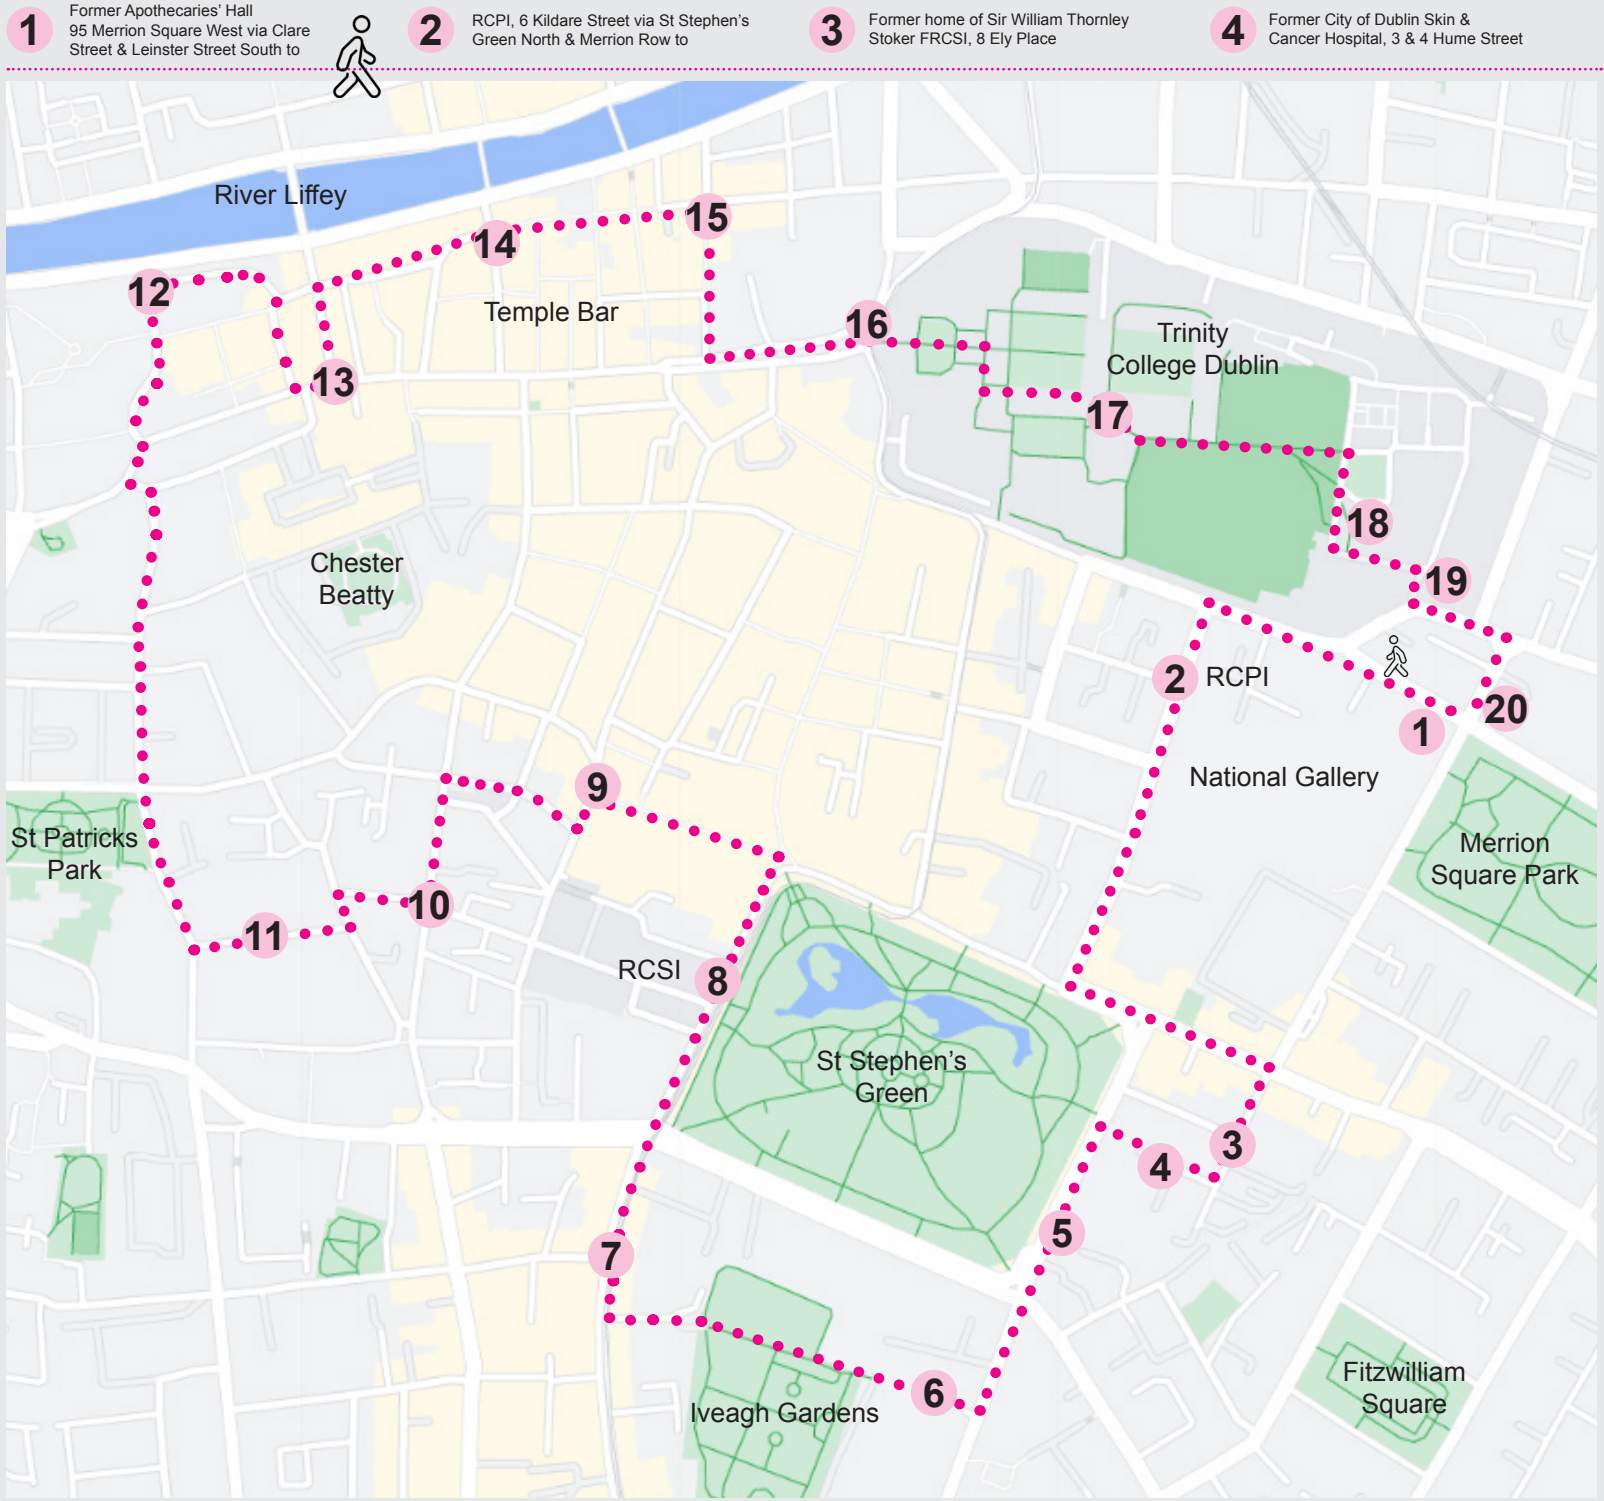 1
Former Apothecaries' Hall
95 Merrion Square West via Clare
Street & Leinster Street South to
2
RCPI, 6 Kildare Street via St Stephen's
Green North & Merrion Row to
3
Former home of Sir William Thornley
Stoker FRCSI, 8 Ely Place
4
Former City of Dublin Skin &
Cancer Hospital, 3 & 4 Hume Street
River Liffey
15
14
12
Temple Bar
16
Trinity
College Dublin
13
17
18
Chester
Beatty
19
2
RCPI
20
1
National Gallery
9
St Patricks
Park
Merrion
Square Park
10
11
RCSI
8
St Stephen's
Green
3
4
5
7
6
Iveagh Gardens
Fitzwilliam
Square